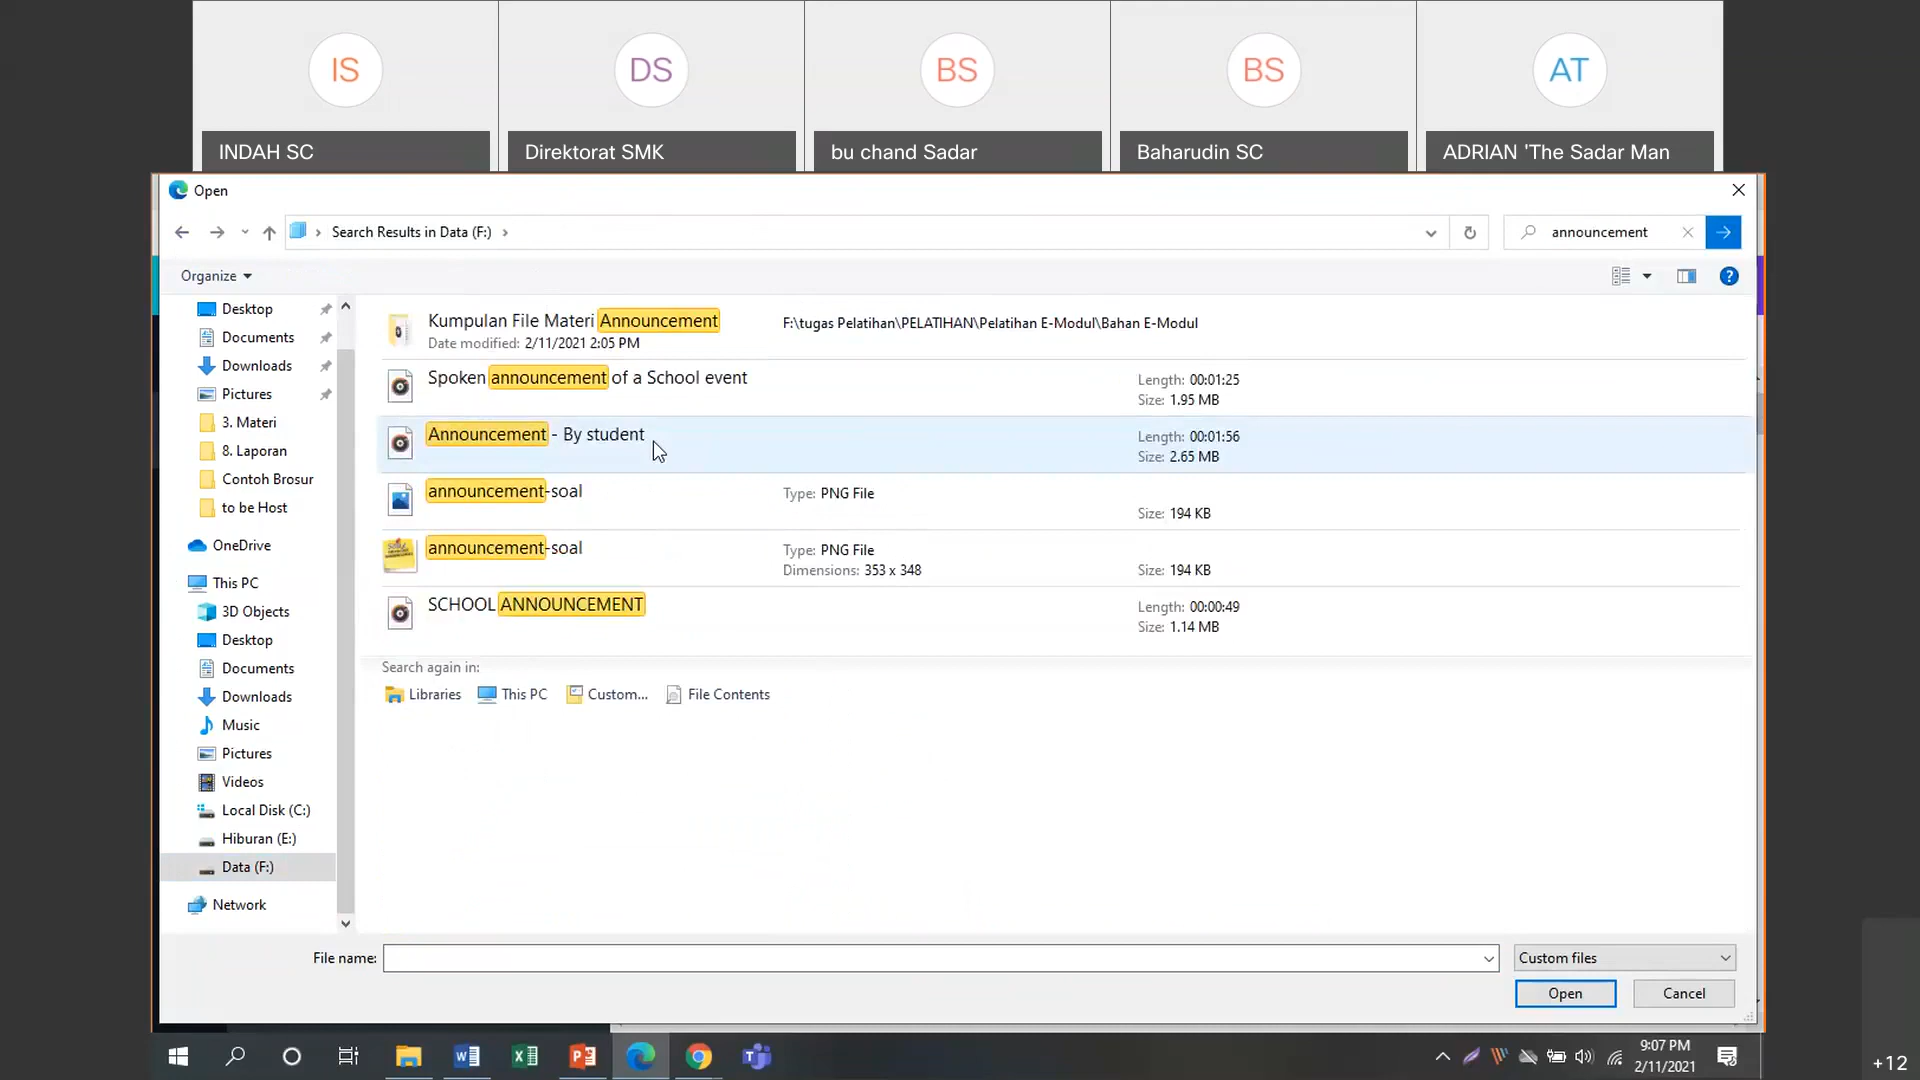 IS
DS
BS
BS
AT
INDAH SC
Direktorat SMK
bu chand Sadar
Baharudin SC
ADRIAN 'The Sadar Man
Open
Search Results in Data (F:)
announcement
Organize
Desktop
Documents
Downloads
Pictures
3. Materi
8. Laporan
Contoh Brosur
to be Host
OneDrive
This PC
3D Objects
Desktop
Documents
Downloads
Music
Pictures
Videos
Local Disk (C:)
Hiburan (E:)
Data (F:)
Network
Kumpulan File Materi Announcement
F:\tugas Pelatihan\PELATIHAN\Pelatihan E-Modul\Bahan E-Modul
Date modified: 2/11/2021 2:05 PM
Spoken announcement of a School event
Length: 00:01:25
Size: 1.95 MB
Announcement - By student
Length: 00:01:56
Size: 2.65 MB
announcement-soal
Type: PNG File
Size: 194 KB
announcement-soal
Type: PNG File
Dimensions: 353 x 348
Size: 194 KB
SCHOOL ANNOUNCEMENT
Length: 00:00:49
Size: 1.14 MB
Search again in:
Libraries
This PC
Custom...
File Contents
File name:
Custom files
Open
Cancel
9:07 PM
2/11/2021
+12